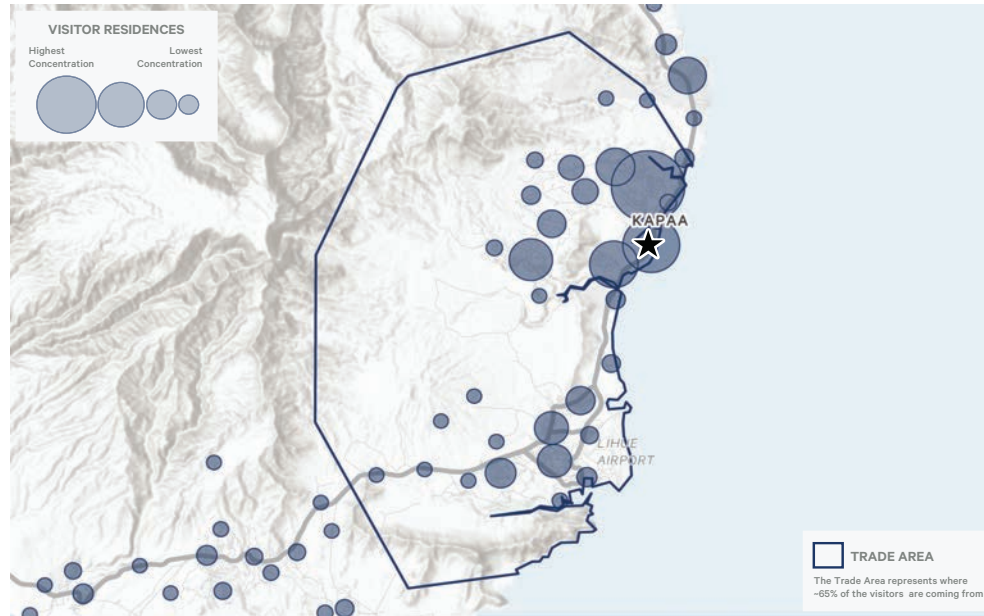 VISITOR RESIDENCES
Highest Lowest
Concentration Concentration
KAPAA
LIHUE
AIRPORT
TRADE AREA
The Trade Area represents where
~65% of the visitors are coming from